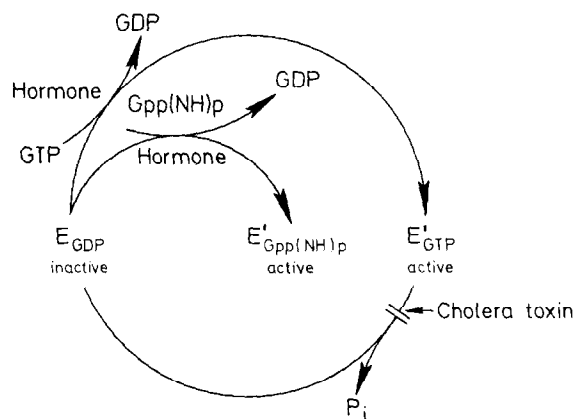 GDP
Hormone
Gpp(NH)p
GDP
GTP
Hormone
E_GDP
inactive
E'_Gpp(NH)p
active
E'_GTP
active
Cholera toxin
P_i